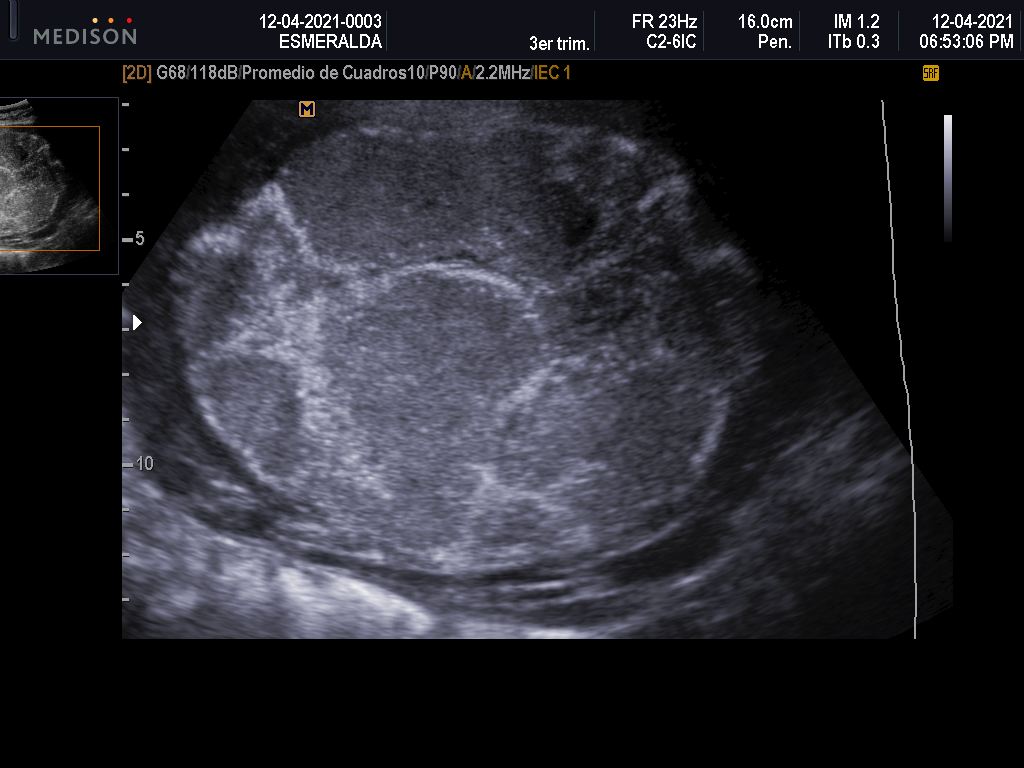 MEDISON
12-04-2021-0003
ESMERALDA
3er trim.
FR 23Hz
C2-6IC
16.0cm
Pen.
IM 1.2
ITb 0.3
12-04-2021
06:53:06 PM
[2D] G68/118dB/Promedio de Cuadros10/P90/A/2.2MHz/IEC 1
SRF
M
5
10